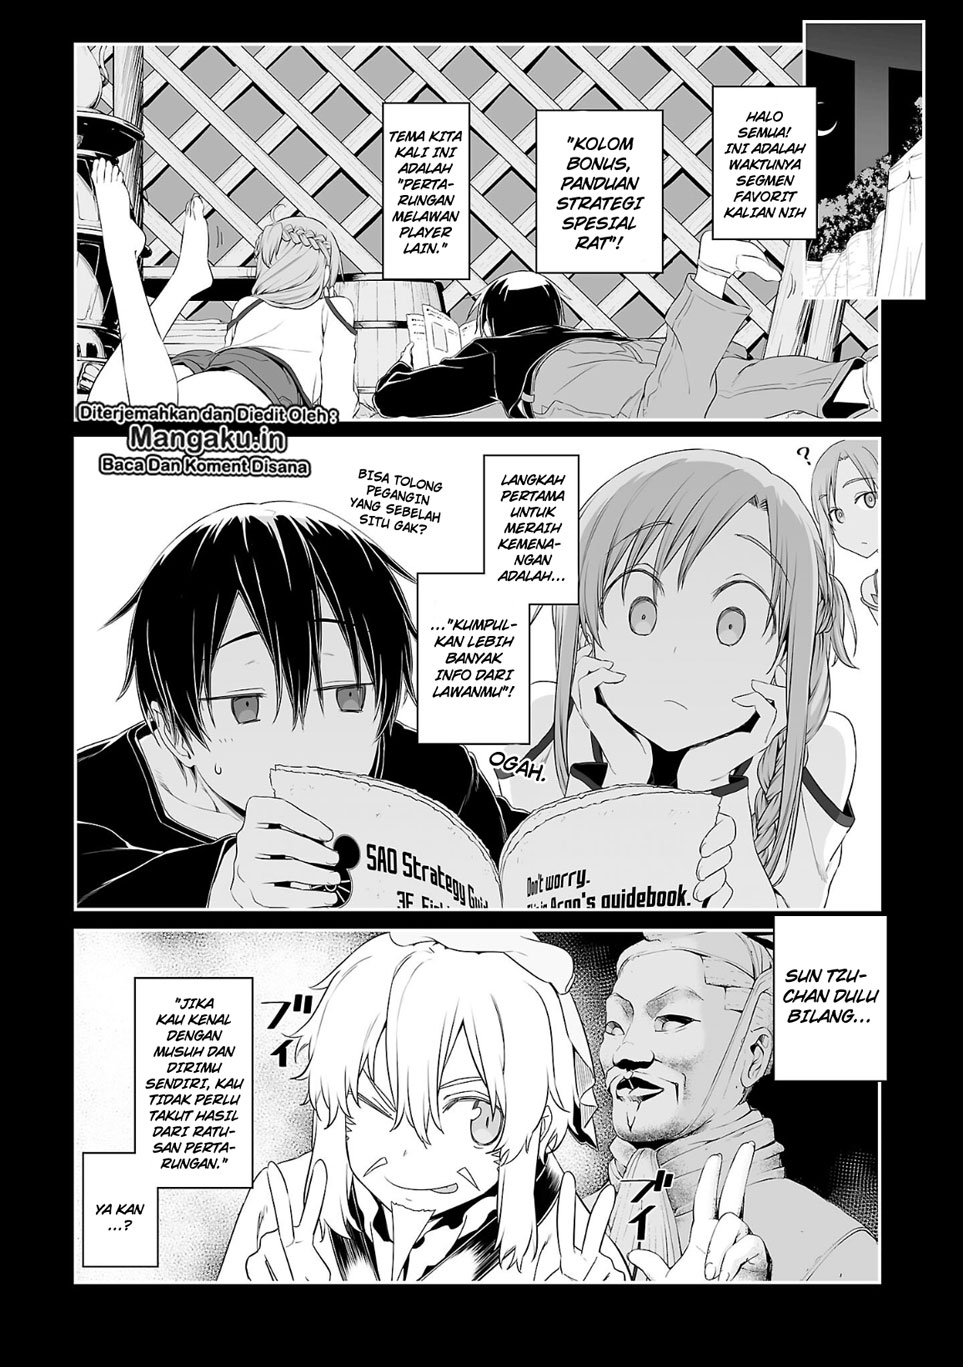 HALO
SEMUA!
INI ADALAH
WAKTUNYA
SEGMEN
FAVORIT
KALIAN NIH
"KOLOM
BONUS,
PANDUAN
STRATEGI
SPESIAL
RAT"!
TEMA KITA
KALI INI
ADALAH
"PERTA-
RUNGAN
MELAWAN
PLAYER
LAIN."
Diterjemahkan dan Diedit Oleh :
Mangaku.in
Baca Dan Koment Disana
?
LANGKAH
PERTAMA
UNTUK
MERAIH
KEMENA-
NGAN
ADALAH...
BISA TOLONG
PEGANGIN
YANG SEBELAH
SITU GAK?
..."KUMPUL-
KAN LEBIH
BANYAK
INFO DARI
LAWANMU"!
OGAH.
SAO Strategy Guid
3F
Don't worry.
Argo's guidebook.
SUN TZU-
CHAN DULU
BILANG...
"JIKA
KAU KENAL
DENGAN
MUSUH DAN
DIRIMU
SENDIRI, KAU
TIDAK PERLU
TAKUT HASIL
DARI RATU-
SAN PERTA-
RUNGAN."
ブイ
ブイ
YA KAN
...?